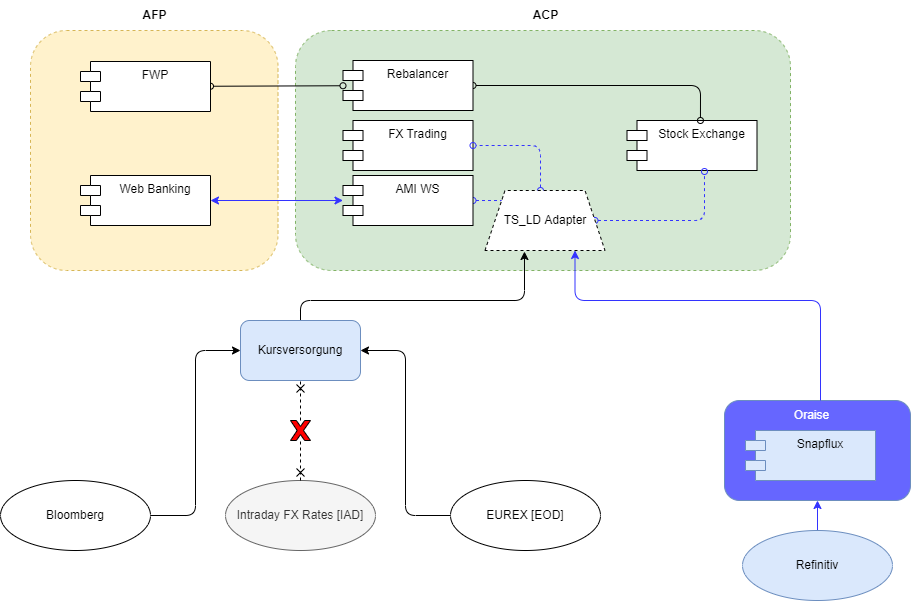 AFP
ACP
FWP
Rebalancer
FX Trading
Stock Exchange
Web Banking
AMI WS
TS_LD Adapter
Kursversorgung
Oraise
Snapflux
X
Bloomberg
Intraday FX Rates [IAD]
EUREX [EOD]
Refinitiv